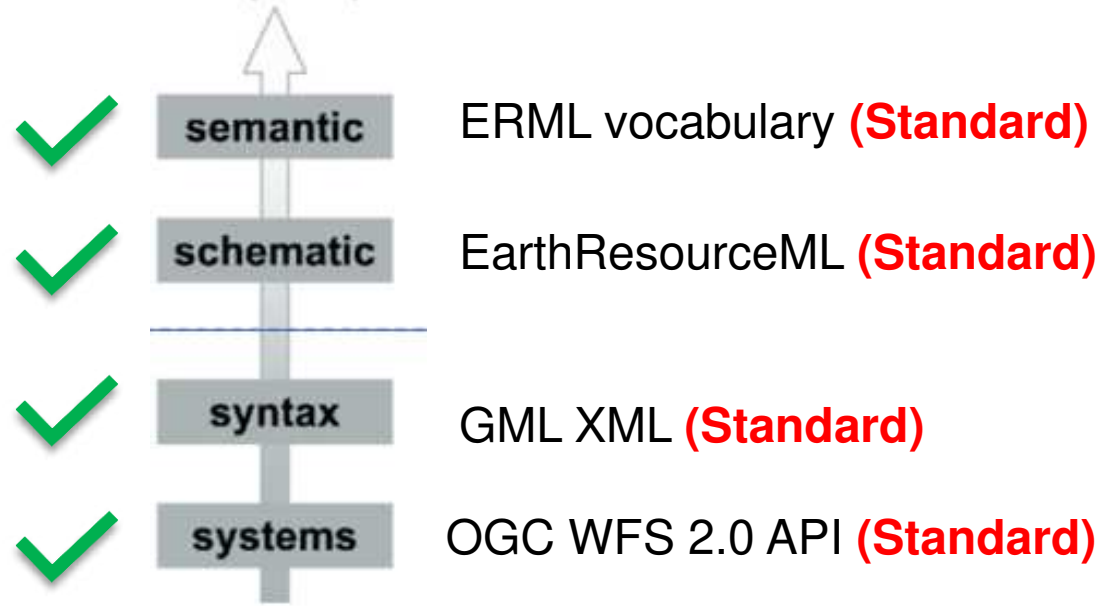 semantic ERML vocabulary (Standard)
schematic EarthResourceML (Standard)
syntax GML XML (Standard)
systems OGC WFS 2.0 API (Standard)